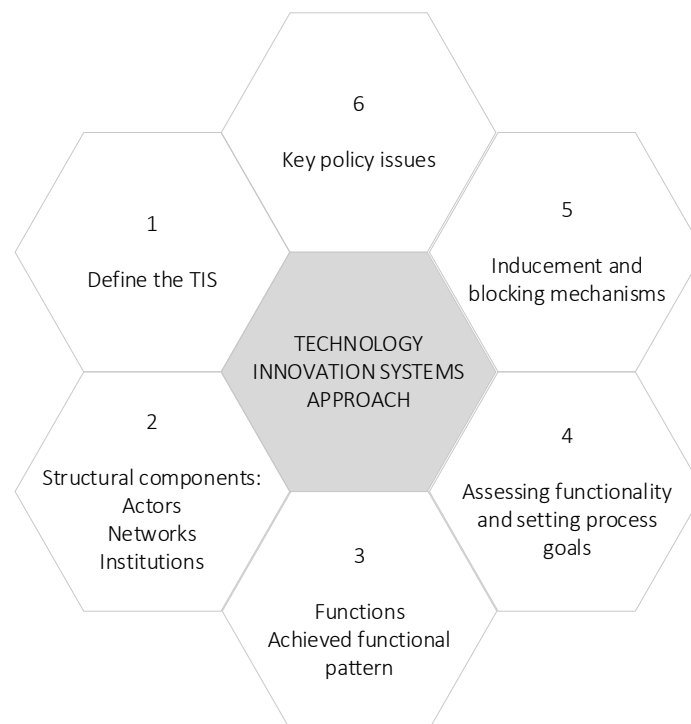 6
Key policy issues
1
Define the TIS
5
Inducement and
blocking mechanisms
TECHNOLOGY
INNOVATION SYSTEMS
APPROACH
2
Structural components:
Actors
Networks
Institutions
4
Assessing functionality
and setting process
goals
3
Functions
Achieved functional
pattern